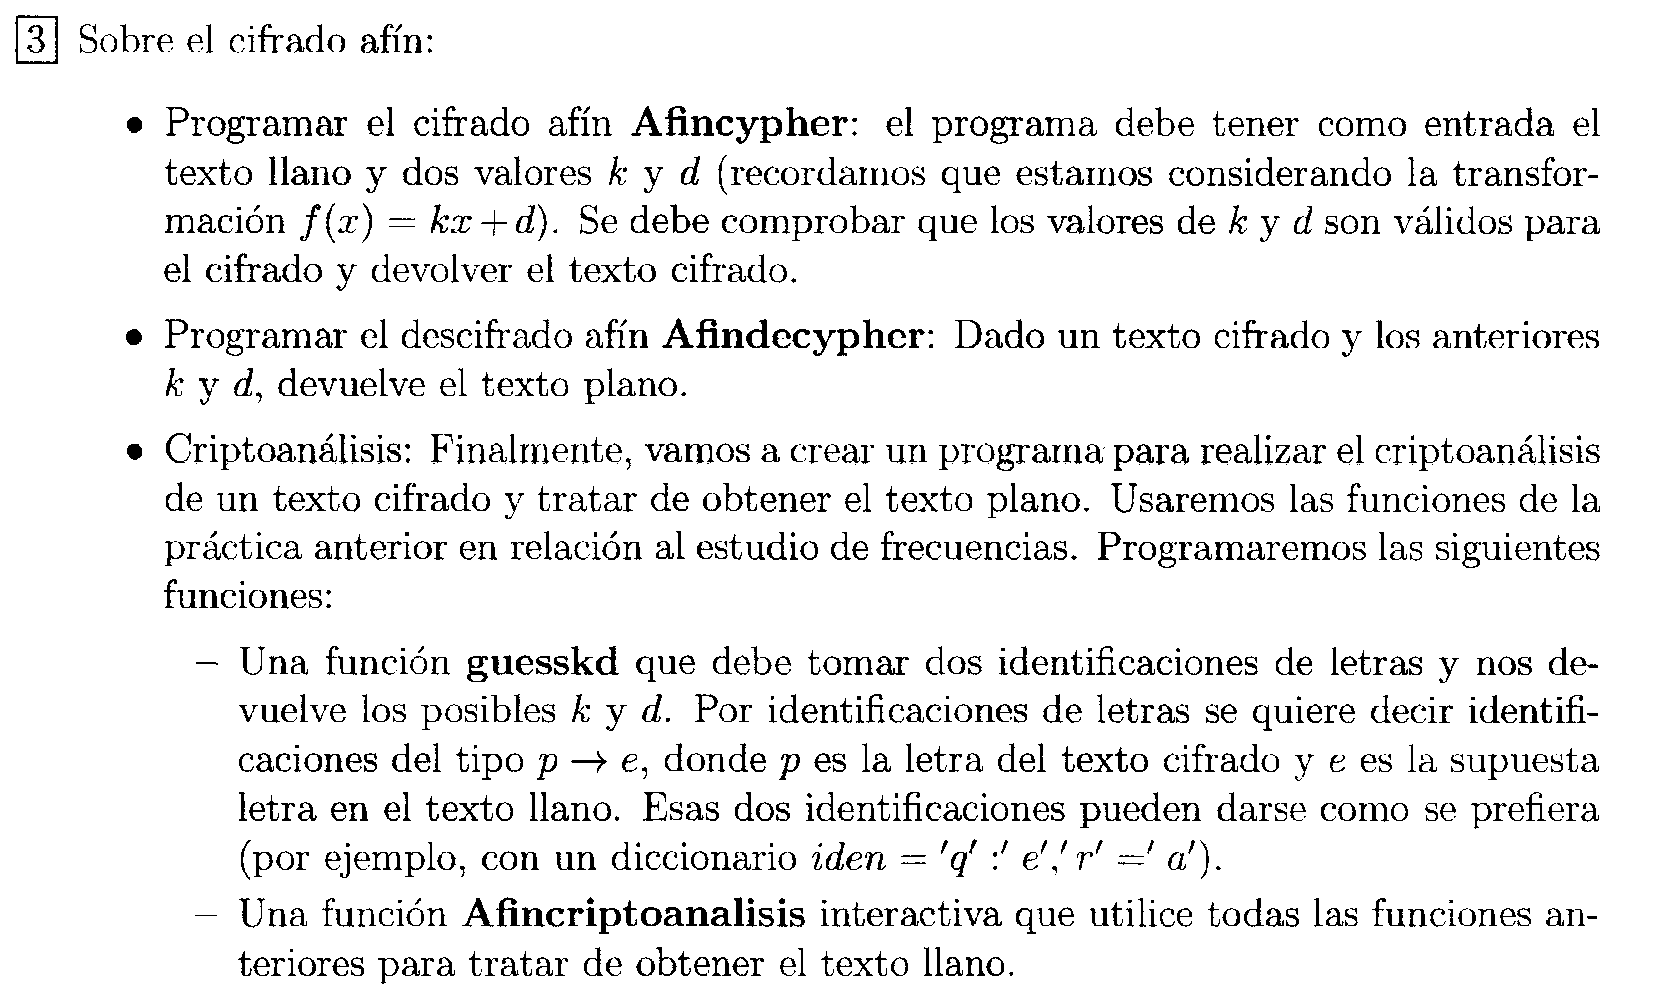 3 Sobre el cifrado afín:
• Programar el cifrado afín Afincypher: el programa debe tener como entrada el
texto llano y dos valores k y d (recordamos que estamos considerando la transfor-
mación f(x) = kx + d). Se debe comprobar que los valores de k y d son válidos para
el cifrado y devolver el texto cifrado.
• Programar el descifrado afín Afindecypher: Dado un texto cifrado y los anteriores
k y d, devuelve el texto plano.
• Criptoanálisis: Finalmente, vamos a crear un programa para realizar el criptoanálisis
de un texto cifrado y tratar de obtener el texto plano. Usaremos las funciones de la
práctica anterior en relación al estudio de frecuencias. Programaremos las siguientes
funciones:
– Una función guesskd que debe tomar dos identificaciones de letras y nos de-
vuelve los posibles k y d. Por identificaciones de letras se quiere decir identifi-
caciones del tipo p → e, donde p es la letra del texto cifrado y e es la supuesta
letra en el texto llano. Esas dos identificaciones pueden darse como se prefiera
(por ejemplo, con un diccionario iden = 'q' :' e',' r' =' a').
– Una función Afincriptoanalisis interactiva que utilice todas las funciones an-
teriores para tratar de obtener el texto llano.